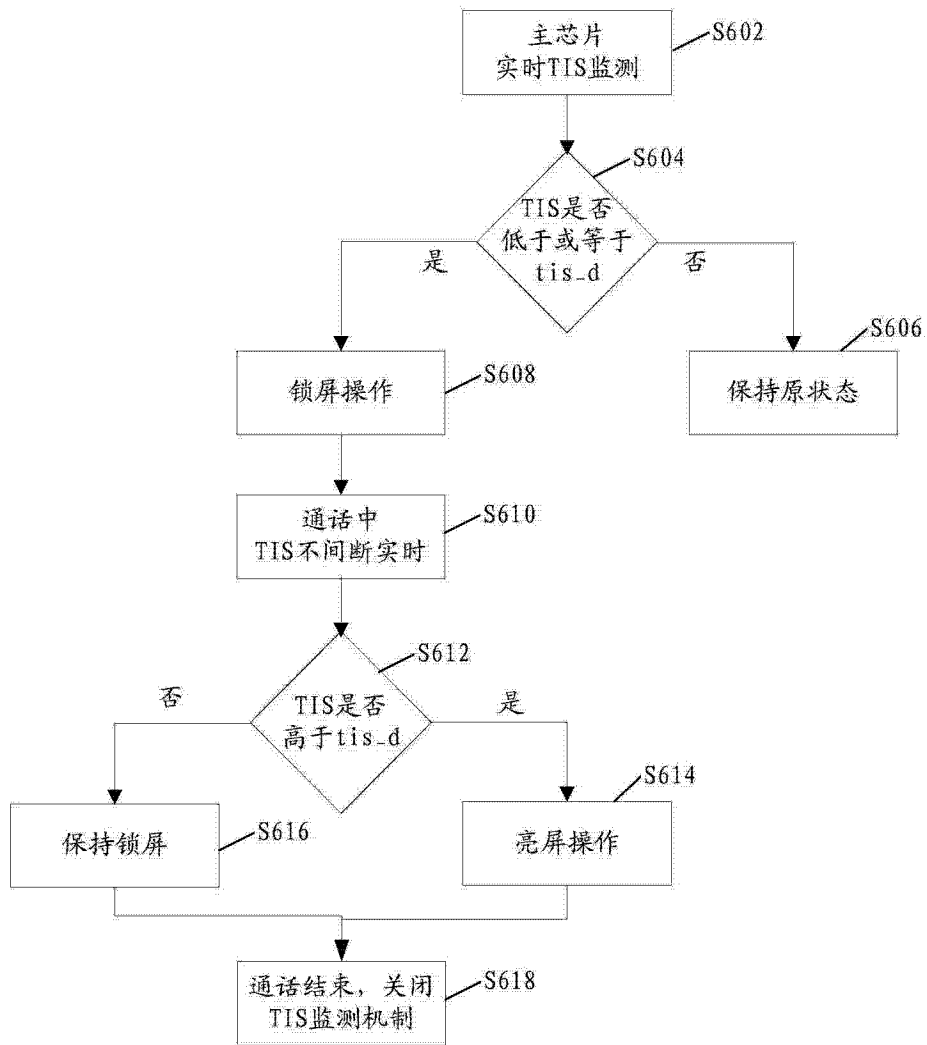 主芯片
实时TIS监测
S602
S604
TIS是否
低于或等于
tis_d
是
否
S606
保持原状态
S608
锁屏操作
S610
通话中
TIS不间断实时
S612
TIS是否
高于tis_d
否
是
S614
亮屏操作
S616
保持锁屏
S618
通话结束，关闭
TIS监测机制